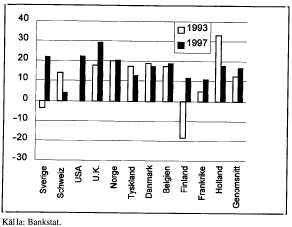 1993
1997
40
30
20
10
0
-10
-20
-30
Sverige
Schweiz
USA
U.K.
Norge
Tyskland
Danmark
Belgien
Finland
Frankrike
Holland
Genomsnitt
Källa: Bankstat.